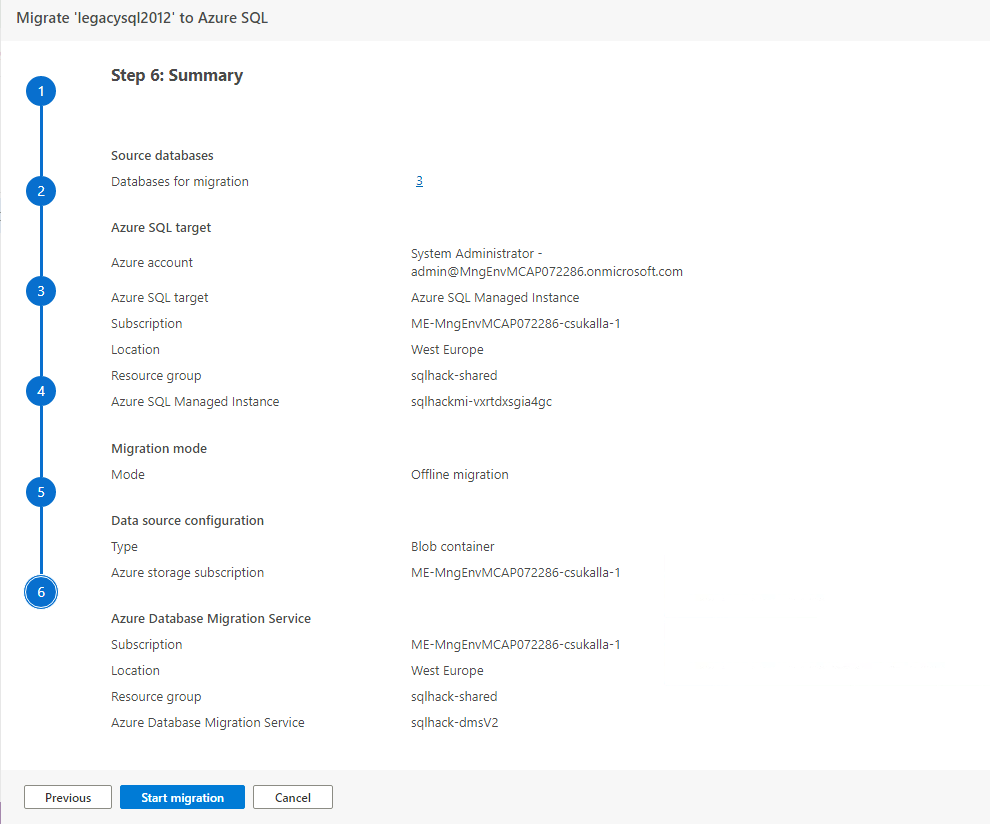 Migrate 'legacysql2012' to Azure SQL
1
Step 6: Summary
Source databases
Databases for migration 3
2
Azure SQL target
Azure account System Administrator -
admin@MngEnvMCAP072286.onmicrosoft.com
3
Azure SQL target Azure SQL Managed Instance
Subscription ME-MngEnvMCAP072286-csukalla-1
Location West Europe
Resource group sqlhack-shared
4
Azure SQL Managed Instance sqlhackmi-vxrtdxsgia4gc
Migration mode
Mode Offline migration
5
Data source configuration
Type Blob container
Azure storage subscription ME-MngEnvMCAP072286-csukalla-1
6
Azure Database Migration Service
Subscription ME-MngEnvMCAP072286-csukalla-1
Location West Europe
Resource group sqlhack-shared
Azure Database Migration Service sqlhack-dmsV2
Previous Start migration Cancel